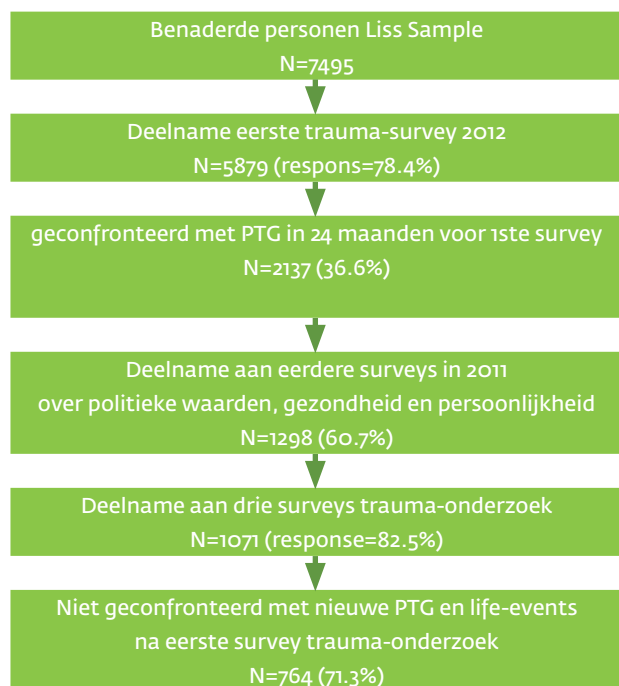 Benaderde personen Liss Sample
N=7495
Deelname eerste trauma-survey 2012
N=5879 (respons=78.4%)
geconfronteerd met PTG in 24 maanden voor 1ste survey
N=2137 (36.6%)
Deelname aan eerdere surveys in 2011
over politieke waarden, gezondheid en persoonlijkheid
N=1298 (60.7%)
Deelname aan drie surveys trauma-onderzoek
N=1071 (response=82.5%)
Niet geconfronteerd met nieuwe PTG en life-events
na eerste survey trauma-onderzoek
N=764 (71.3%)